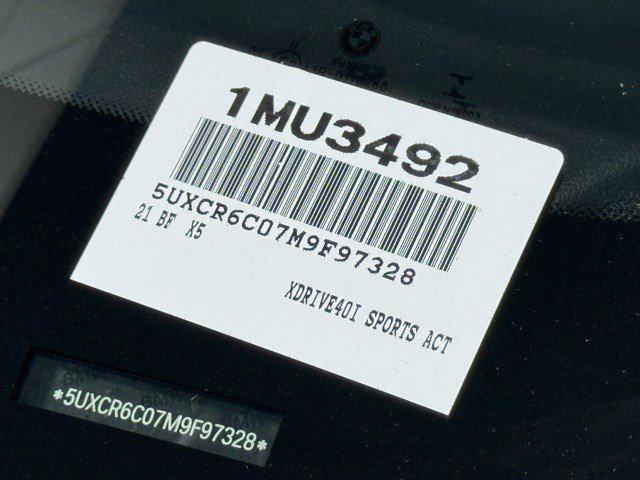 1MU3492
5UXCR6C07M9F97328
21 BF X5
XDRIVE40I SPORTS ACT
*5UXCR6C07M9F97328*